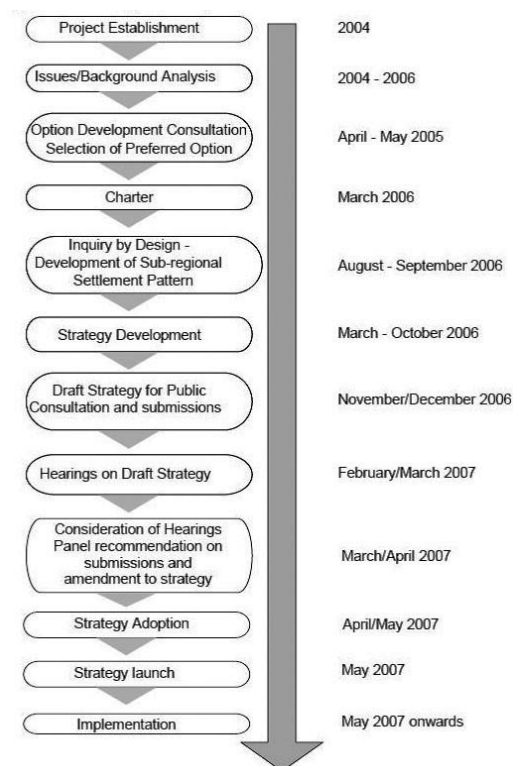 Project Establishment
2004
Issues/Background Analysis
2004 - 2006
Option Development Consultation
Selection of Preferred Option
April - May 2005
Charter
March 2006
Inquiry by Design -
Development of Sub-regional
Settlement Pattern
August - September 2006
Strategy Development
March - October 2006
Draft Strategy for Public
Consultation and submissions
November/December 2006
Hearings on Draft Strategy
February/March 2007
Consideration of Hearings
Panel recommendation on
submissions and
amendment to strategy
March/April 2007
Strategy Adoption
April/May 2007
Strategy launch
May 2007
Implementation
May 2007 onwards